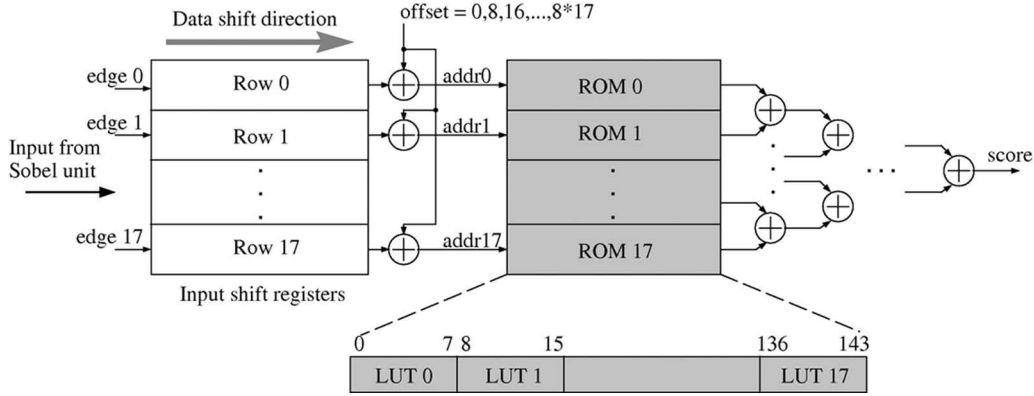 Data shift direction
offset = 0,8,16,...,8*17
edge 0
Row 0
addr0
ROM 0
edge 1
Row 1
addr1
ROM 1
Input from
Sobel unit
score
edge 17
Row 17
addr17
ROM 17
Input shift registers
0 7 8 15 136 143
LUT 0 LUT 1 LUT 17